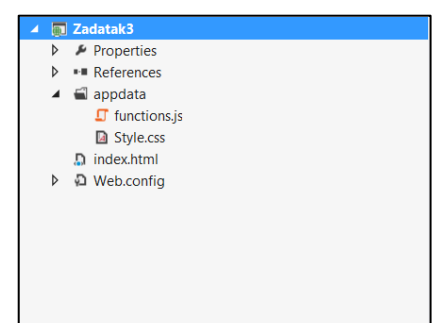 Zadatak3
Properties
References
appdata
functions.js
Style.css
index.html
Web.config